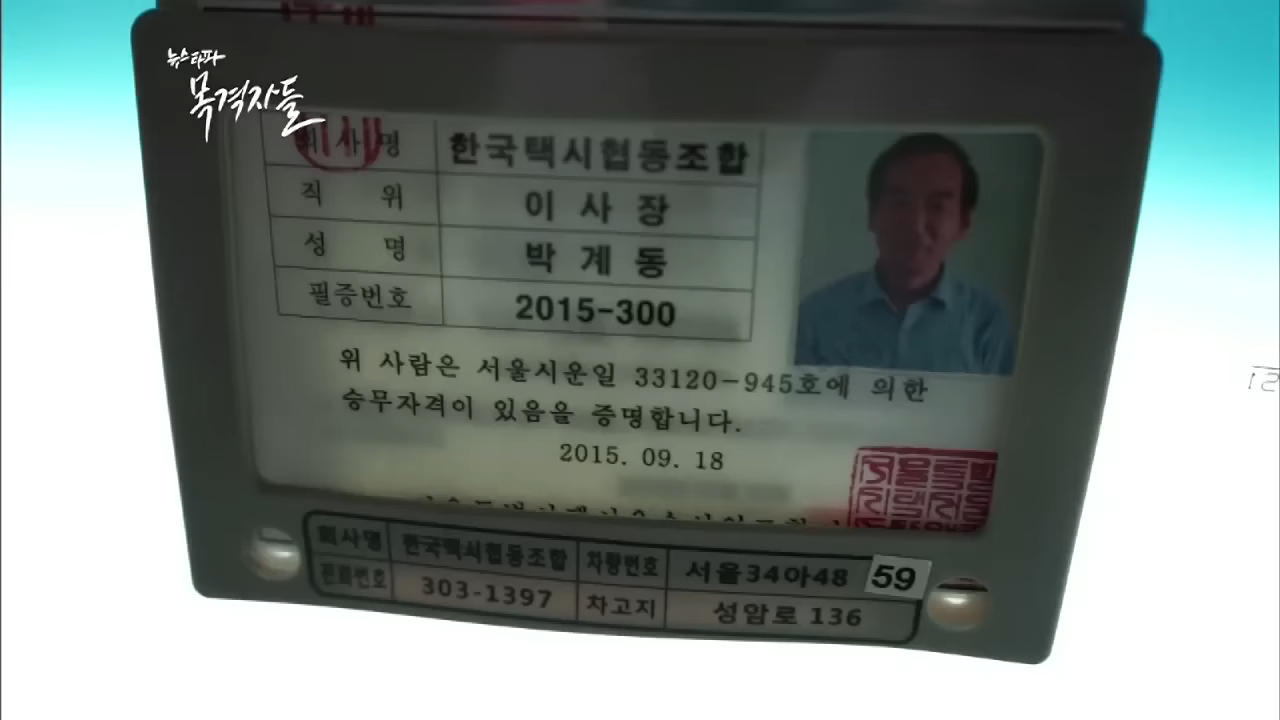 뉴스타파
목격자들
회사명 한국택시협동조합
직 위 이 사 장
성 명 박 계 동
필증번호 2015-300
위 사람은 서울시운일 33120-945호에 의한
승무자격이 있음을 증명합니다.
2015. 09. 18
회사명 한국택시협동조합 차량번호 서울34아48 59
전화번호 303-1397 차고지 성암로 136